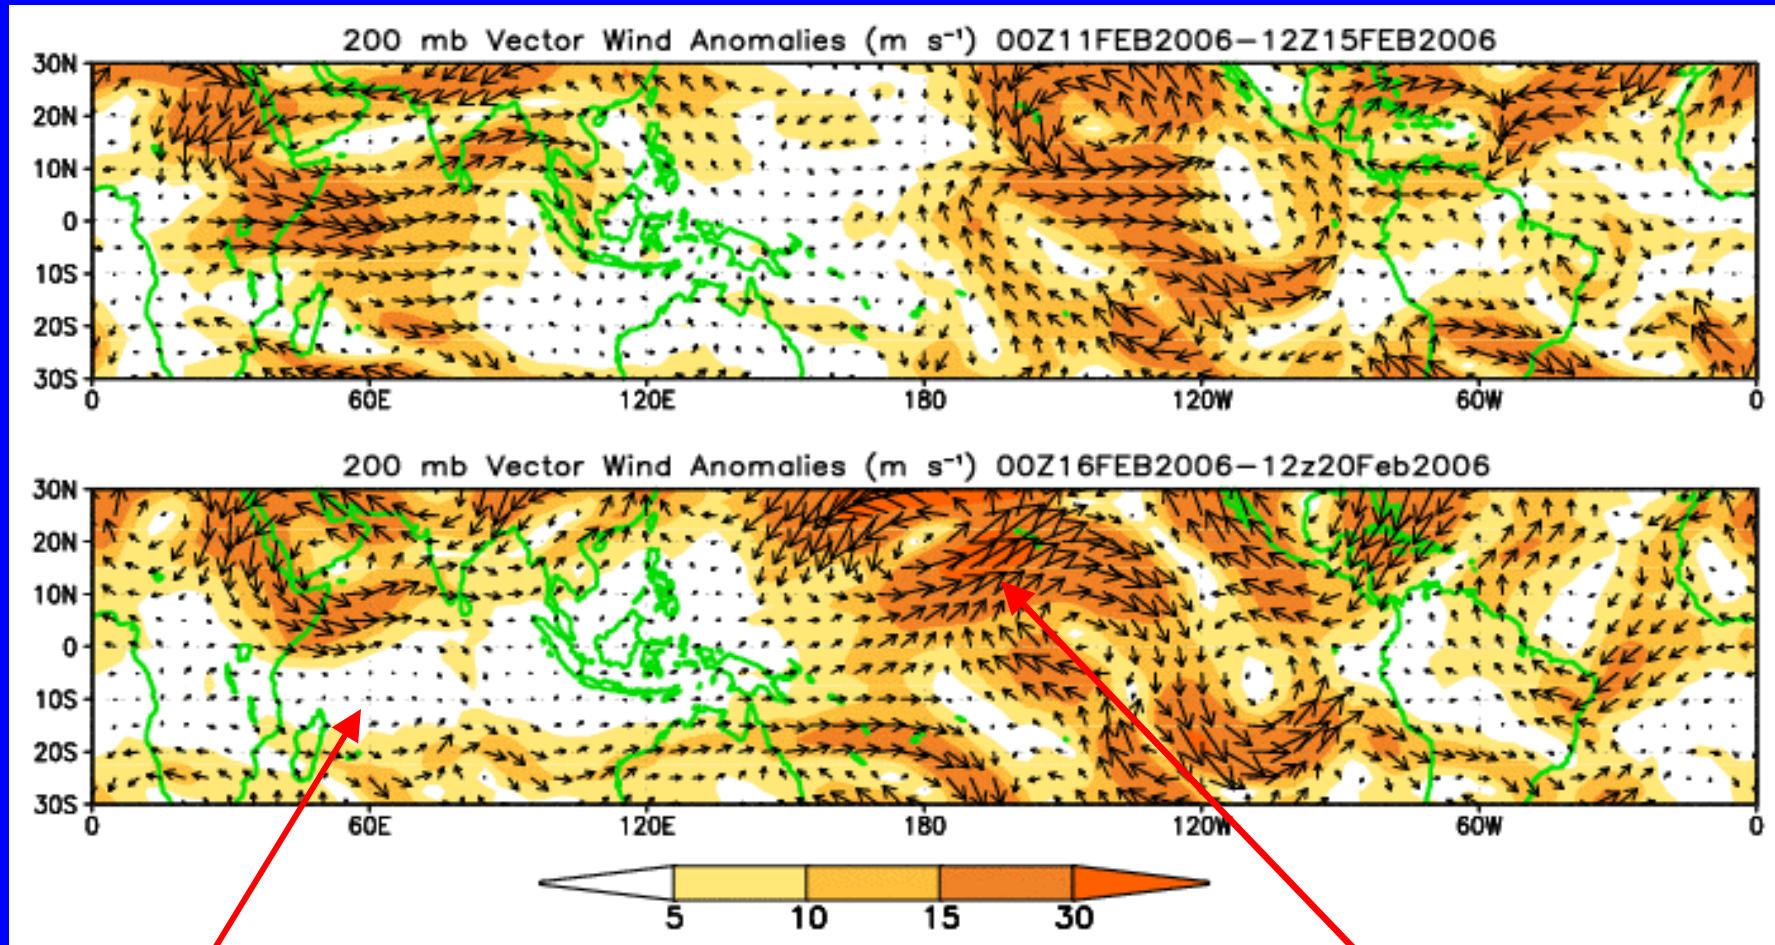 200 mb Vector Wind Anomalies (m s⁻¹) 00Z11FEB2006–12Z15FEB2006
30N
20N
10N
0
10S
20S
30S
0 60E 120E 180 120W 60W 0
200 mb Vector Wind Anomalies (m s⁻¹) 00Z16FEB2006–12z20Feb2006
30N
20N
10N
0
10S
20S
30S
0 60E 120E 180 120W 60W 0
5 10 15 30